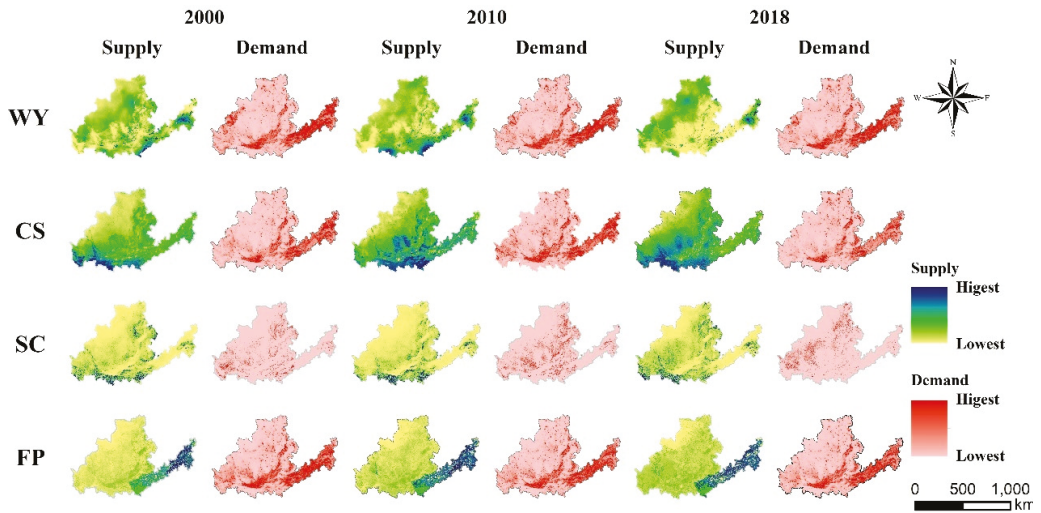 2000 2010 2018
Supply Demand Supply Demand Supply Demand
N
W E
S
WY
CS
SC
FP
Supply
Higest
Lowest
Demand
Higest
Lowest
0 500 1,000
km